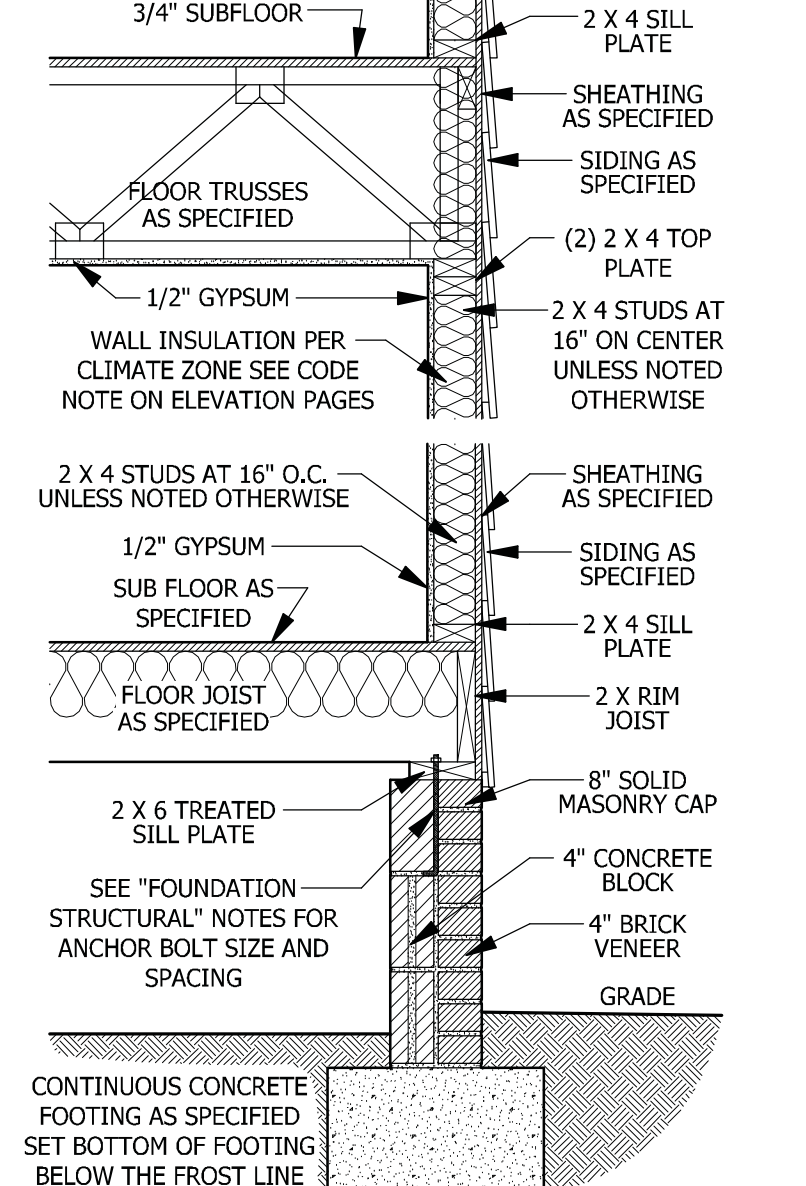 3/4" SUBFLOOR
2 X 4 SILL
PLATE
SHEATHING
AS SPECIFIED
SIDING AS
SPECIFIED
FLOOR TRUSSES
AS SPECIFIED
(2) 2 X 4 TOP
PLATE
1/2" GYPSUM
2 X 4 STUDS AT
16" ON CENTER
UNLESS NOTED
OTHERWISE
WALL INSULATION PER
CLIMATE ZONE SEE CODE
NOTE ON ELEVATION PAGES
2 X 4 STUDS AT 16" O.C.
UNLESS NOTED OTHERWISE
SHEATHING
AS SPECIFIED
1/2" GYPSUM
SIDING AS
SPECIFIED
SUB FLOOR AS
SPECIFIED
2 X 4 SILL
PLATE
FLOOR JOIST
AS SPECIFIED
2 X RIM
JOIST
2 X 6 TREATED
SILL PLATE
8" SOLID
MASONRY CAP
4" CONCRETE
BLOCK
SEE "FOUNDATION
STRUCTURAL" NOTES FOR
ANCHOR BOLT SIZE AND
SPACING
4" BRICK
VENEER
GRADE
CONTINUOUS CONCRETE
FOOTING AS SPECIFIED
SET BOTTOM OF FOOTING
BELOW THE FROST LINE